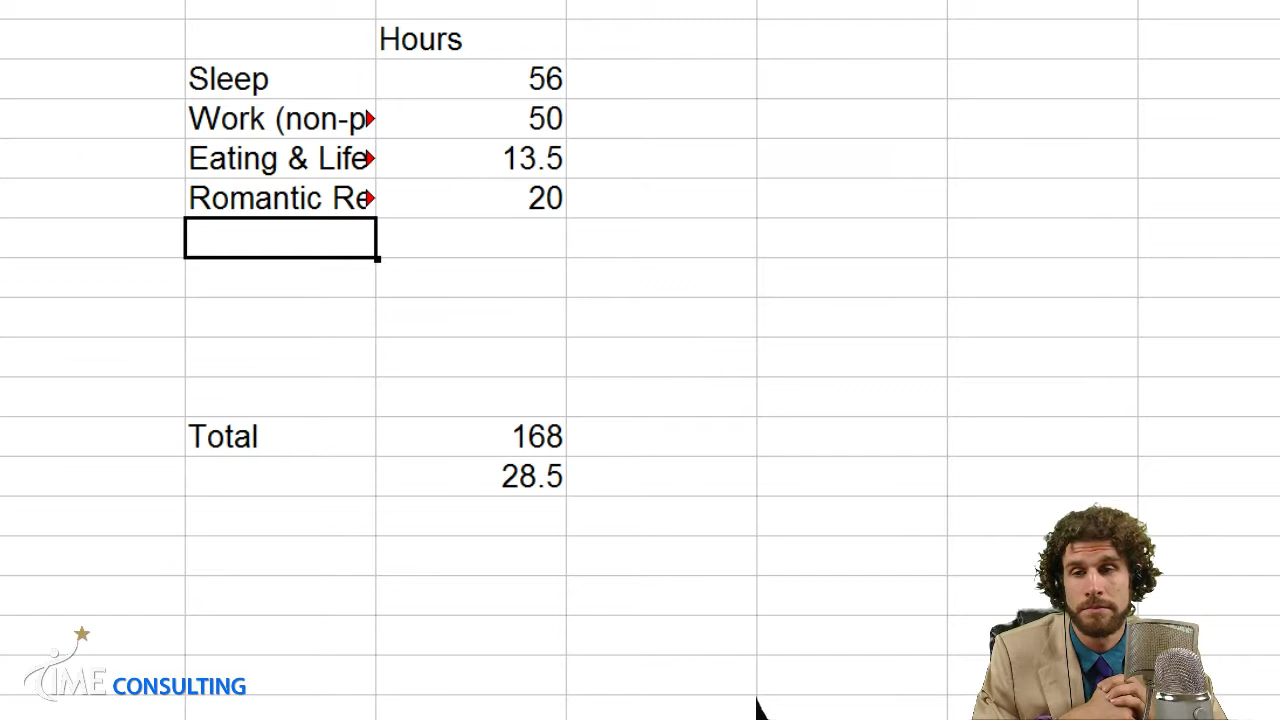 Hours
Sleep 56
Work (non-p 50
Eating & Life 13.5
Romantic Re 20
Total 168
28.5
TIME CONSULTING